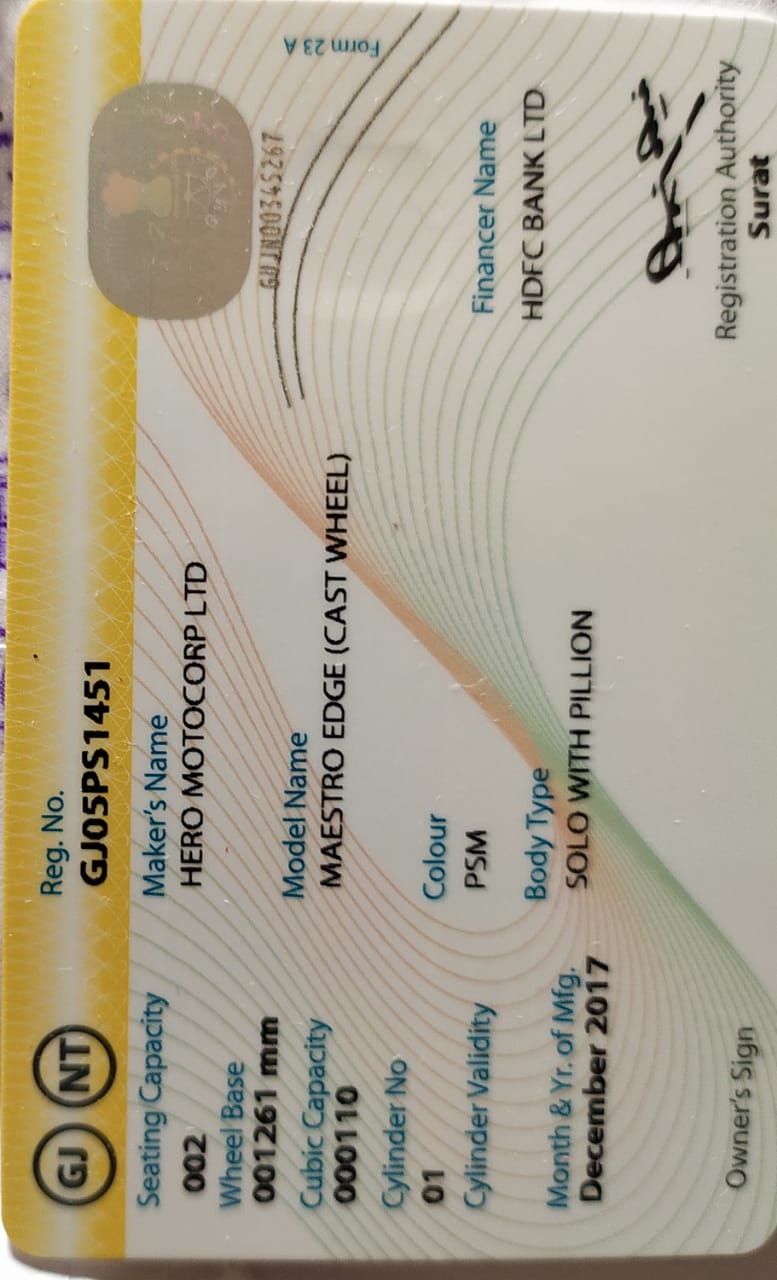 GJ NT
Reg. No.
GJ05PS1451
Form 23 A
Seating Capacity
002
Wheel Base
001261 mm
Cubic Capacity
000110
Cylinder No
01
Cylinder Validity
Month & Yr. of Mfg.
December 2017
Owner's Sign
Maker's Name
HERO MOTOCORP LTD
Model Name
MAESTRO EDGE (CAST WHEEL)
Colour
PSM
Body Type
SOLO WITH PILLION
GUJN00345267
Financer Name
HDFC BANK LTD
Registration Authority
Surat